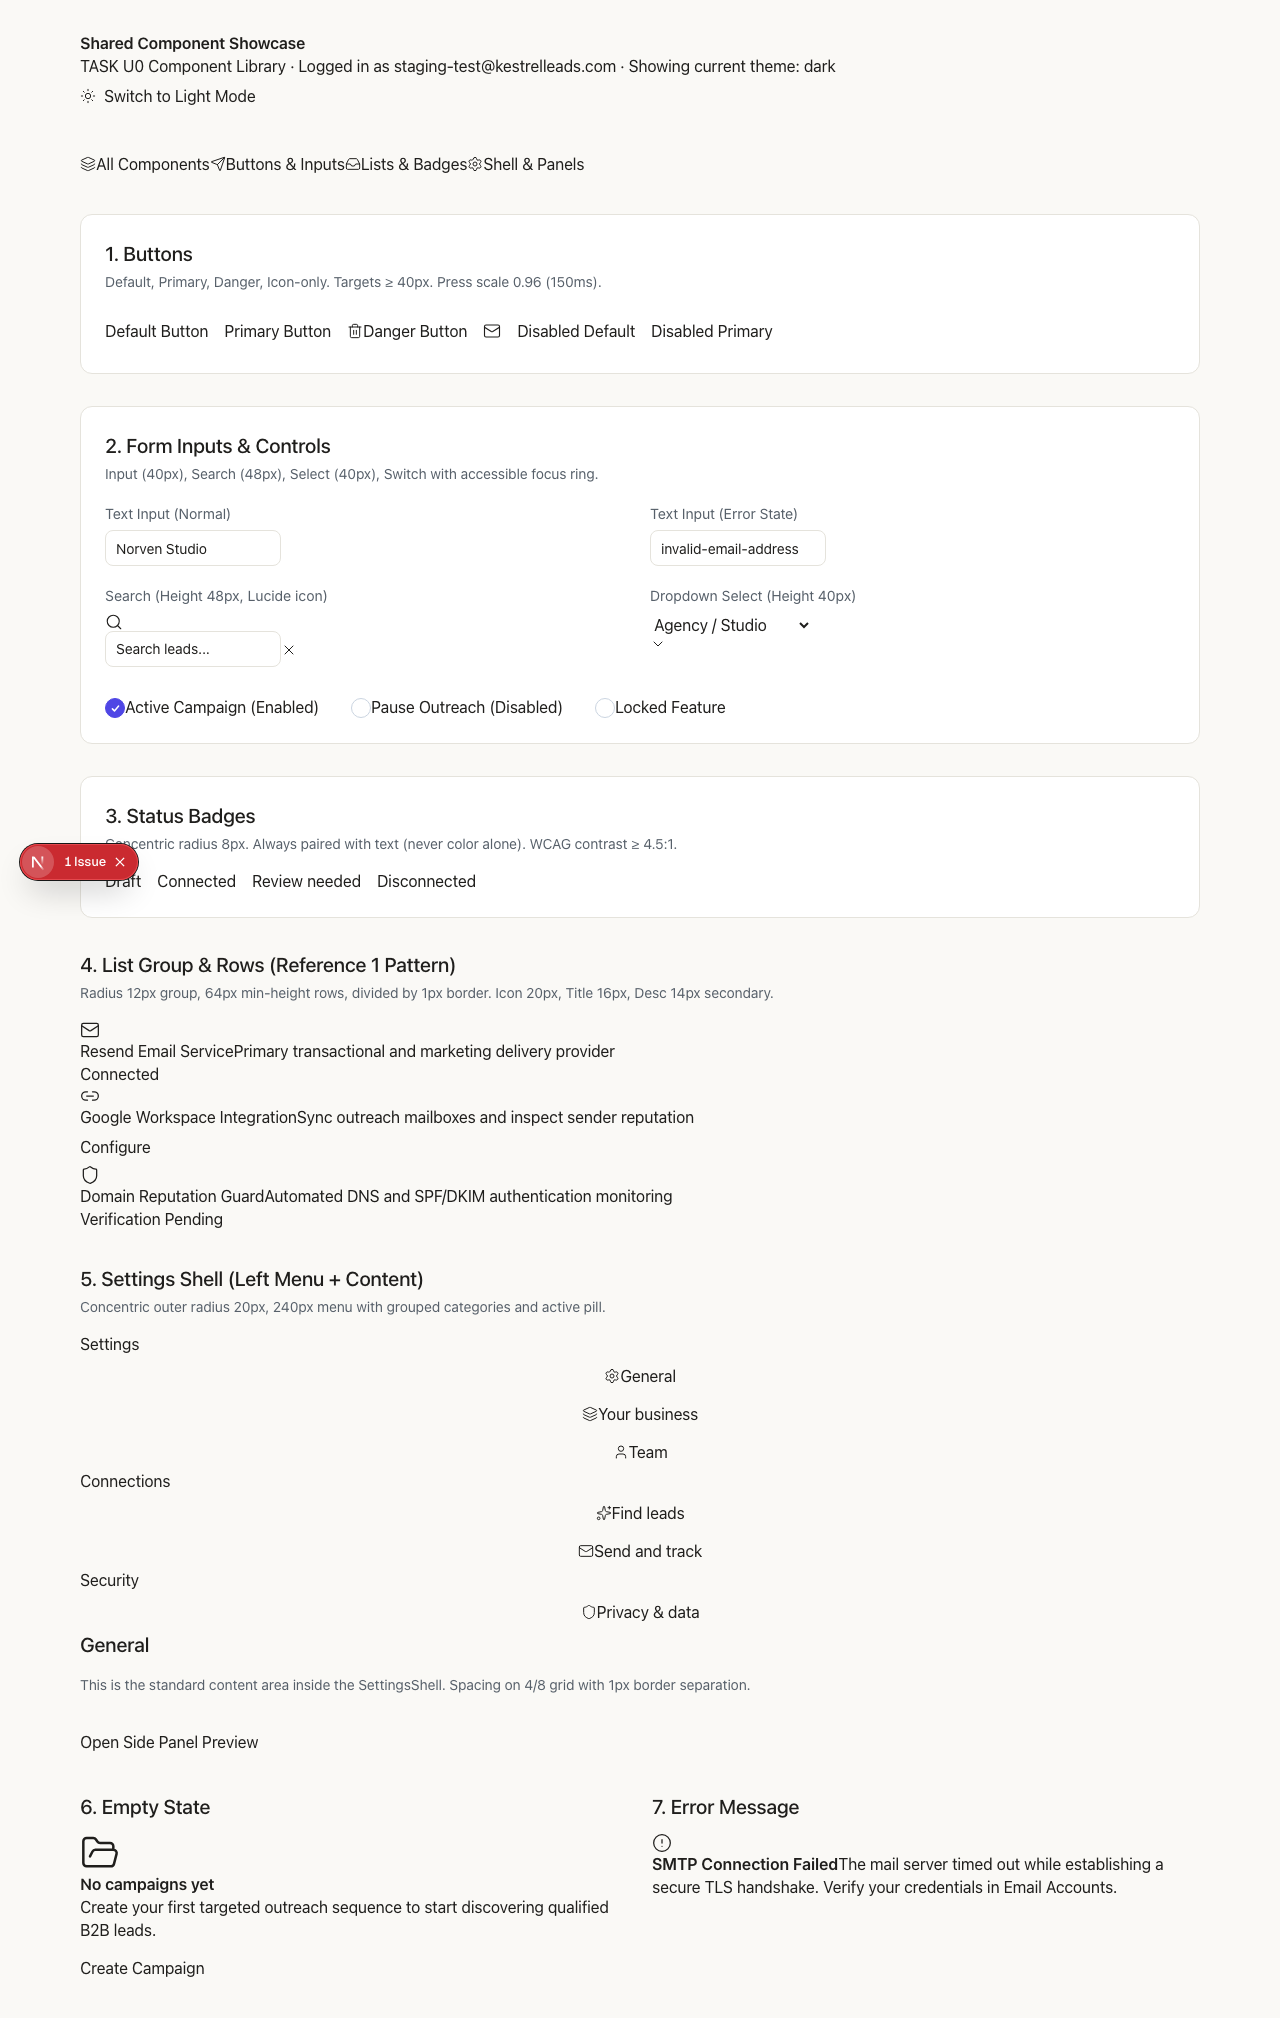 Shared Component Showcase
TASK U0 Component Library · Logged in as staging-test@kestrelleads.com · Showing current theme: dark
Switch to Light Mode
All Components Buttons & Inputs Lists & Badges Shell & Panels
1. Buttons
Default, Primary, Danger, Icon-only. Targets ≥ 40px. Press scale 0.96 (150ms).
Default Button Primary Button Danger Button Disabled Default Disabled Primary
2. Form Inputs & Controls
Input (40px), Search (48px), Select (40px), Switch with accessible focus ring.
Text Input (Normal) Text Input (Error State)
Norven Studio invalid-email-address
Search (Height 48px, Lucide icon) Dropdown Select (Height 40px)
Agency / Studio
Search leads...
Active Campaign (Enabled) Pause Outreach (Disabled) Locked Feature
3. Status Badges
Concentric radius 8px. Always paired with text (never color alone). WCAG contrast ≥ 4.5:1.
N 1 Issue
Draft Connected Review needed Disconnected
4. List Group & Rows (Reference 1 Pattern)
Radius 12px group, 64px min-height rows, divided by 1px border. Icon 20px, Title 16px, Desc 14px secondary.
Resend Email ServicePrimary transactional and marketing delivery provider
Connected
Google Workspace IntegrationSync outreach mailboxes and inspect sender reputation
Configure
Domain Reputation GuardAutomated DNS and SPF/DKIM authentication monitoring
Verification Pending
5. Settings Shell (Left Menu + Content)
Concentric outer radius 20px, 240px menu with grouped categories and active pill.
Settings
General
Your business
Team
Connections
Find leads
Send and track
Security
Privacy & data
General
This is the standard content area inside the SettingsShell. Spacing on 4/8 grid with 1px border separation.
Open Side Panel Preview
6. Empty State
No campaigns yet
Create your first targeted outreach sequence to start discovering qualified
B2B leads.
Create Campaign
7. Error Message
SMTP Connection FailedThe mail server timed out while establishing a
secure TLS handshake. Verify your credentials in Email Accounts.